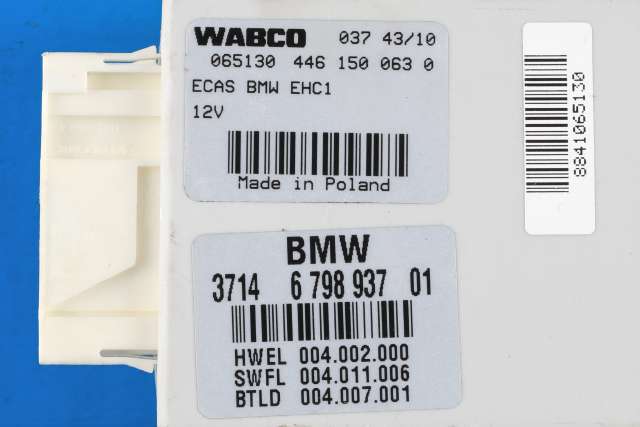 WABCO 037 43/10
065130 446 150 063 0
ECAS BMW EHC1
12V
Made in Poland
8841065130
BMW
3714 6 798 937 01
HWEL 004.002.000
SWFL 004.011.006
BTLD 004.007.001